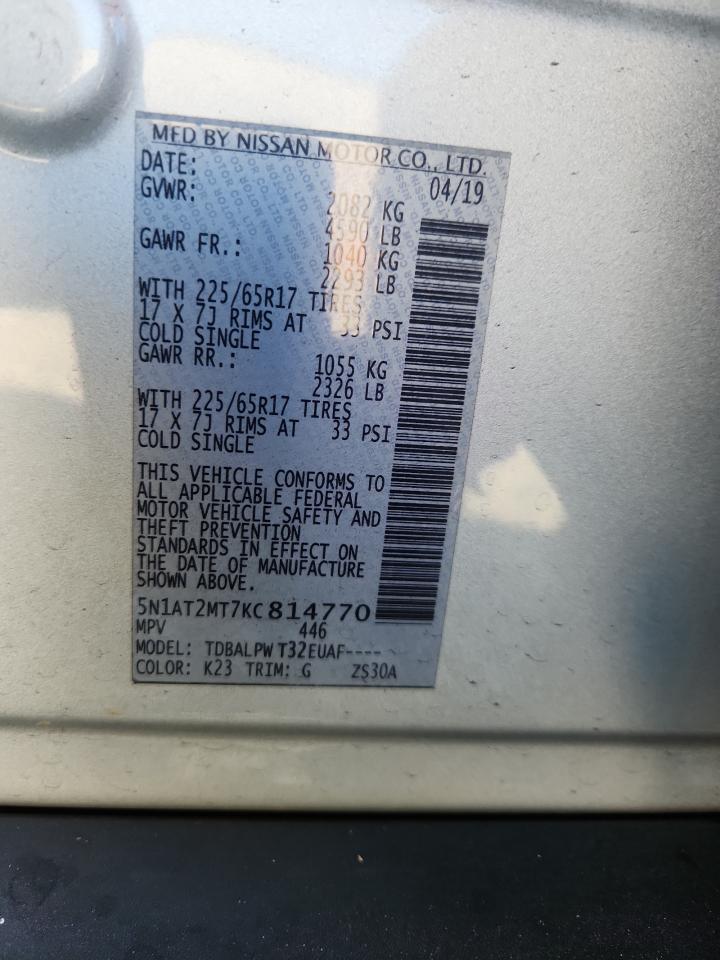 MFD BY NISSAN MOTOR CO., LTD.
DATE: 04/19
GVWR: 2082 KG
4590 LB
GAWR FR.: 1040 KG
2293 LB
WITH 225/65R17 TIRES
17 X 7J RIMS AT 33 PSI
COLD SINGLE
GAWR RR.: 1055 KG
2326 LB
WITH 225/65R17 TIRES
17 X 7J RIMS AT 33 PSI
COLD SINGLE
THIS VEHICLE CONFORMS TO
ALL APPLICABLE FEDERAL
MOTOR VEHICLE SAFETY AND
THEFT PREVENTION
STANDARDS IN EFFECT ON
THE DATE OF MANUFACTURE
SHOWN ABOVE.
5N1AT2MT7KC814770
MPV 446
MODEL: TDBALPW T32EUAF----
COLOR: K23 TRIM: G ZS30A